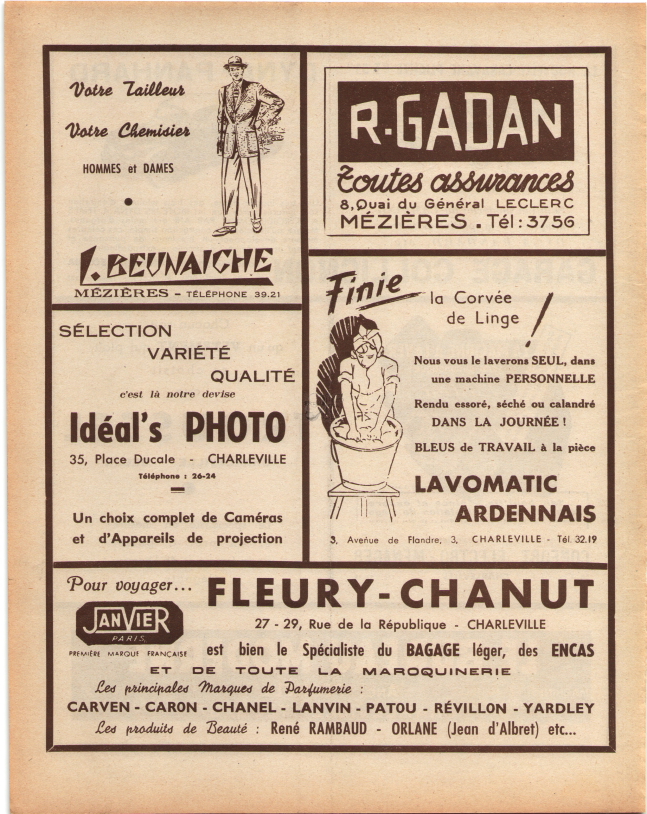 Votre Tailleur
Votre Chemisier
HOMMES et DAMES
I. BEUNAICHE
MÉZIÈRES - TÉLÉPHONE 39.21
R-GADAN
Toutes assurances
8, Quai du Général LECLERC
MÉZIÈRES . Tél: 3756
SÉLECTION
VARIÉTÉ
QUALITÉ
c'est là notre devise
Idéal's PHOTO
35, Place Ducale - CHARLEVILLE
Téléphone : 26-24
Un choix complet de Caméras
et d'Appareils de projection
Finie
la Corvée
de Linge !
Nous vous le laverons SEUL, dans
une machine PERSONNELLE
Rendu essoré, séché ou calandré
DANS LA JOURNÉE !
BLEUS de TRAVAIL à la pièce
LAVOMATIC
ARDENNAIS
3, Avenue de Flandre, 3, CHARLEVILLE - Tél. 32.19
Pour voyager...
FLEURY-CHANUT
JANVIER
PARIS.
PREMIÈRE MARQUE FRANÇAISE
27 - 29, Rue de la République - CHARLEVILLE
est bien le Spécialiste du BAGAGE léger, des ENCAS
ET DE TOUTE LA MAROQUINERIE
Les principales Marques de Parfumerie :
CARVEN - CARON - CHANEL - LANVIN - PATOU - RÉVILLON - YARDLEY
Les produits de Beauté : René RAMBAUD - ORLANE (Jean d'Albret) etc...